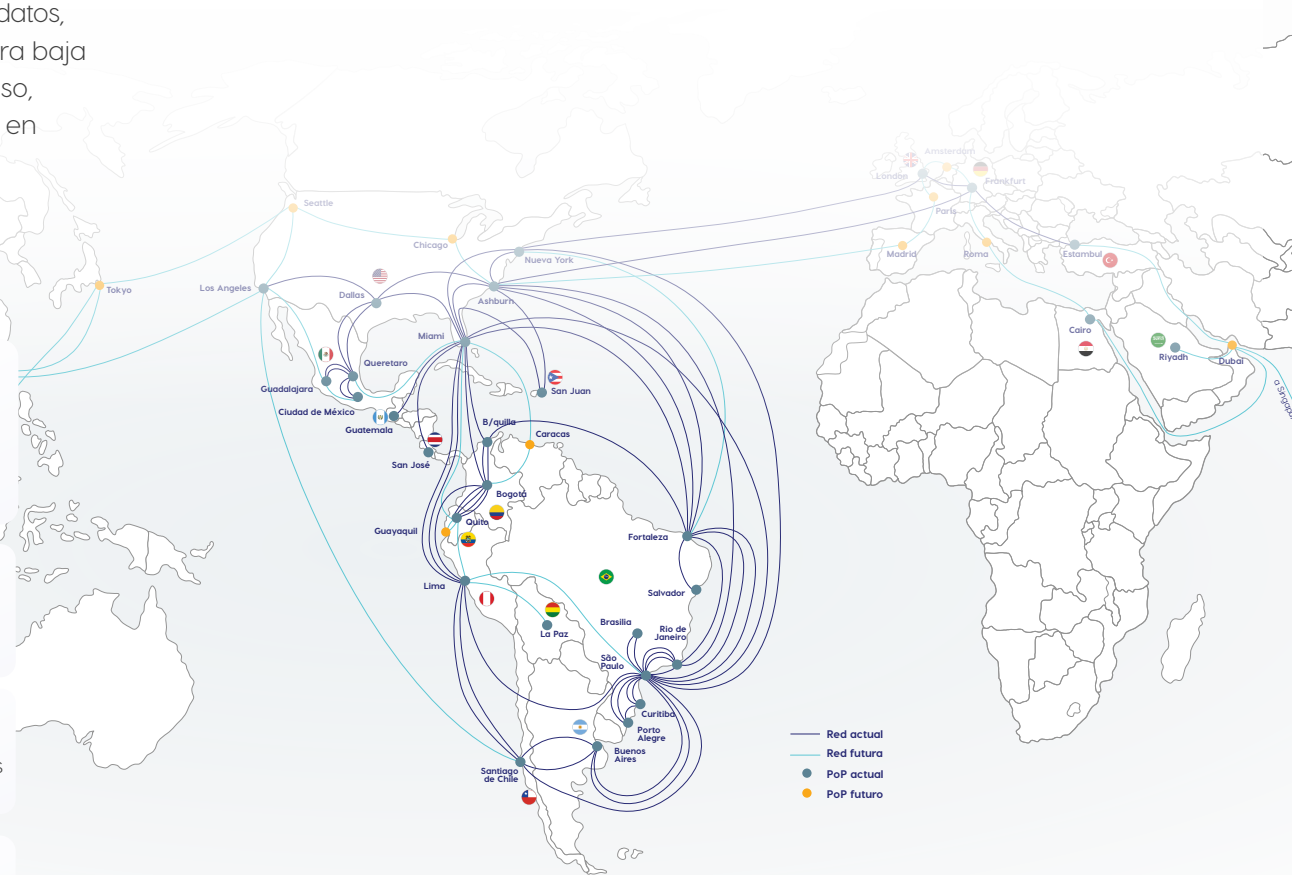 datos,
ra baja
so,
en
Amsterdam
London
Frankfurt
París
Seattle
Chicago
Nueva York
Madrid
Roma
Estambul
Tokyo
Los Angeles
Dallas
Ashburn
Miami
Cairo
Riyadh
Dubai
a Singap
Queretaro
Guadalajara
Ciudad de México
Guatemala
San Juan
B/quilla
Caracas
San José
Bogotá
Quito
Guayaquil
Fortaleza
Lima
Salvador
La Paz
Brasilia
Rio de
Janeiro
São
Paulo
Curitiba
Porto
Alegre
Buenos
Aires
Santiago
de Chile
s
Red actual
Red futura
PoP actual
PoP futuro